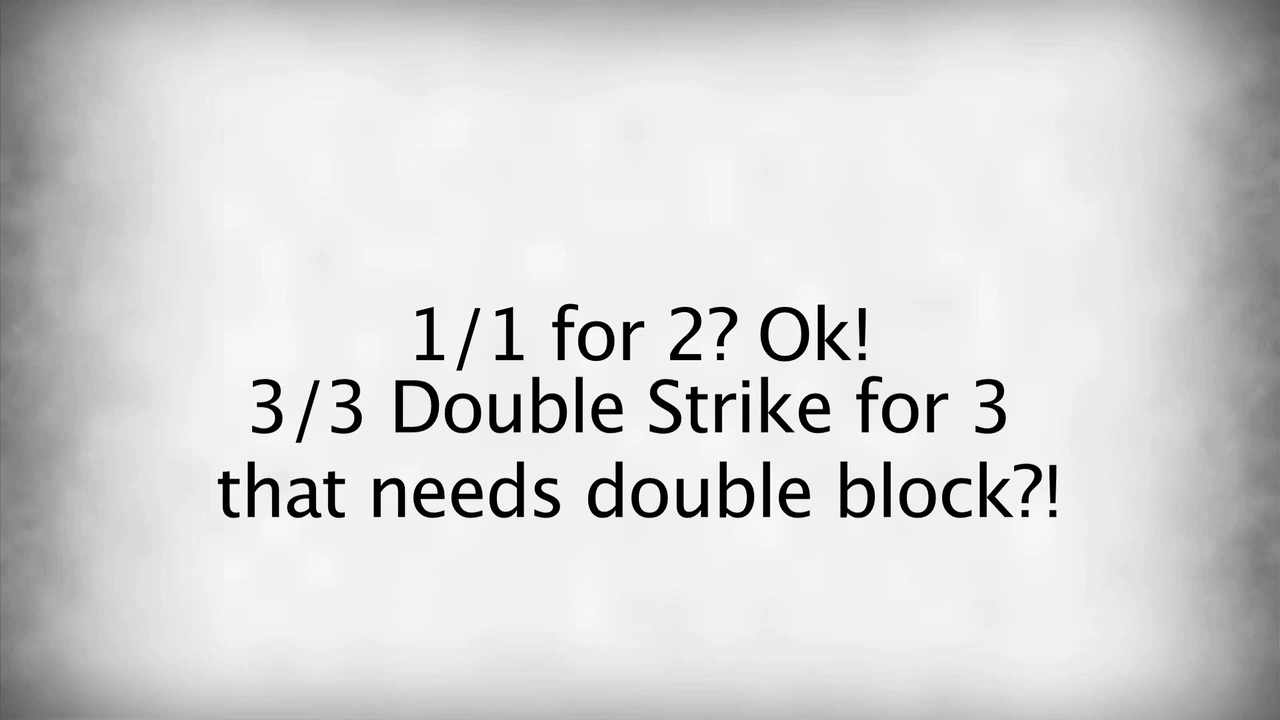 1/1 for 2? Ok!
3/3 Double Strike for 3
that needs double block?!